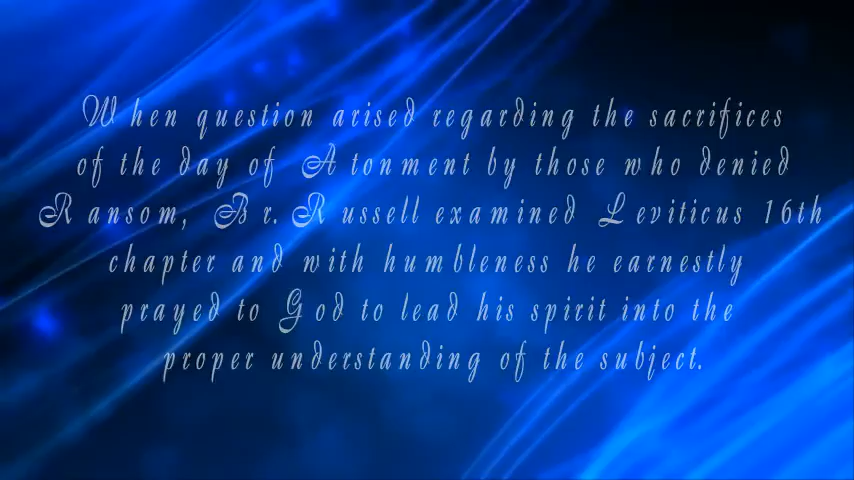 When question arised regarding the sacrifices
of the day of Atonment by those who denied
Ransom, Br. Russell examined Leviticus 16th
chapter and with humbleness he earnestly
prayed to God to lead his spirit into the
proper understanding of the subject.